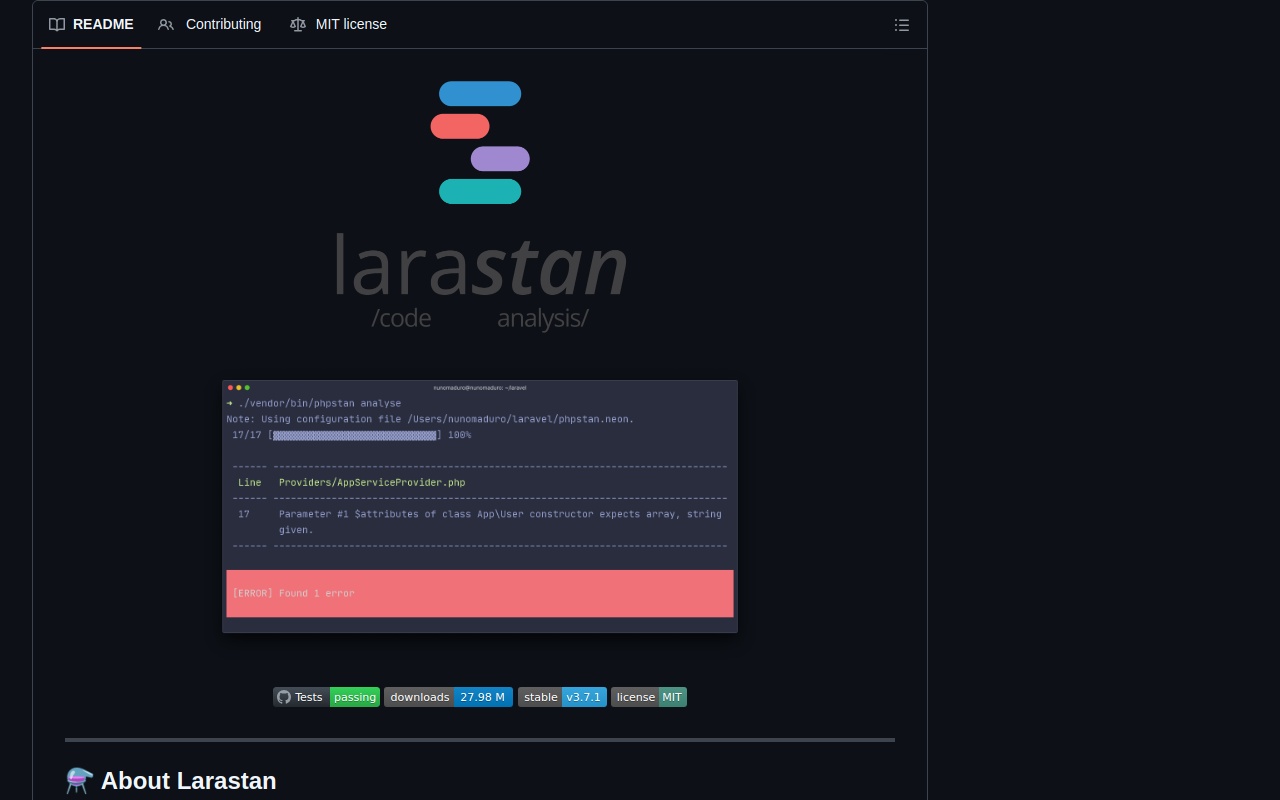 README Contributing MIT license
larastan
/code analysis/
nunomaduro@nunomaduro: ~/laravel
➜ ./vendor/bin/phpstan analyse
Note: Using configuration file /Users/nunomaduro/laravel/phpstan.neon.
17/17 [▓▓▓▓▓▓▓▓▓▓▓▓▓▓▓▓▓▓▓▓▓▓▓▓▓▓▓▓] 100%
------ ------------------------------------------------------------------------------
Line Providers/AppServiceProvider.php
------ ------------------------------------------------------------------------------
17 Parameter #1 $attributes of class App\User constructor expects array, string
given.
------ ------------------------------------------------------------------------------
[ERROR] Found 1 error
Tests passing downloads 27.98 M stable v3.7.1 license MIT
⚗️ About Larastan